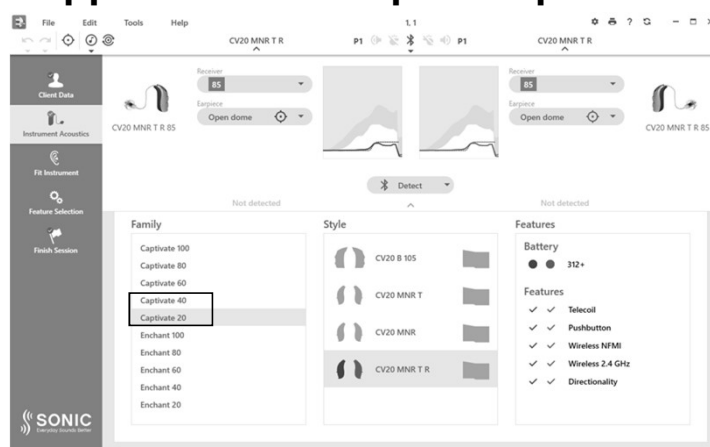 File Edit Tools Help 1, 1 ?
CV20 MNR T R P1 P1 CV20 MNR T R
Client Data
Instrument Acoustics
Fit Instrument
Feature Selection
Finish Session
SONIC
Everyday Sounds Better
CV20 MNR T R 85
Receiver
85
Earpiece
Open dome
Not detected
Detect
Receiver
85
Earpiece
Open dome
Not detected
CV20 MNR T R 85
Family
Captivate 100
Captivate 80
Captivate 60
Captivate 40
Captivate 20
Enchant 100
Enchant 80
Enchant 60
Enchant 40
Enchant 20
Style
CV20 B 105
CV20 MNR T
CV20 MNR
CV20 MNR T R
Features
Battery
312+
Features
Telecoil
Pushbutton
Wireless NFMI
Wireless 2.4 GHz
Directionality